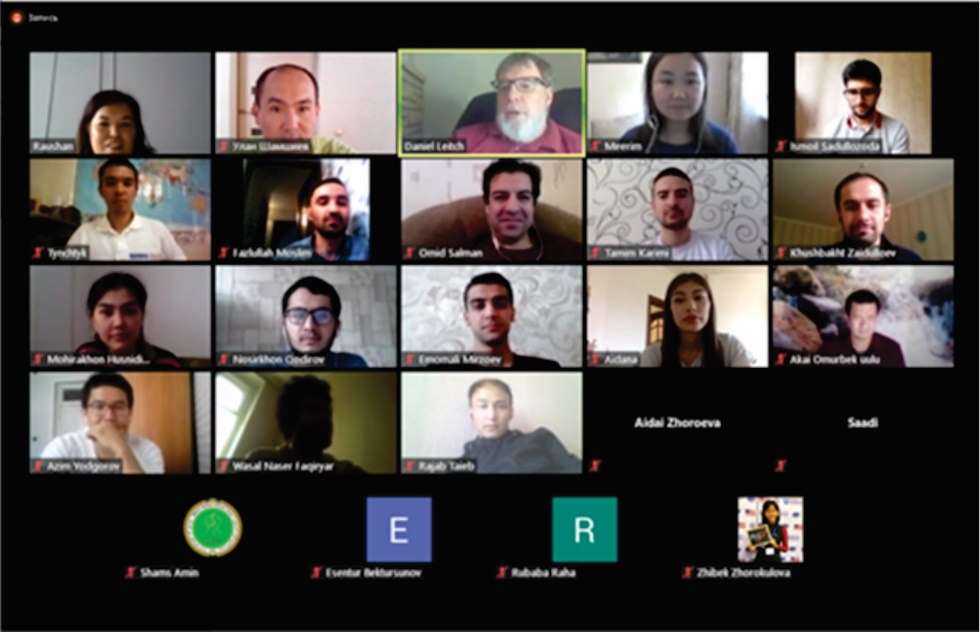 Запись
Raushan
Улан Шамшиев
Daniel Leitch
Meerim
Ismoil Sadullozoda
Tynchtyk
Fazlullah Moslim
Omid Salman
Tamim Karimi
Khushbakht Zaidulloev
Mohirakhon Husnidi...
Nosirkhon Qodirov
Emomali Mirzoev
Aidana
Akai Omurbek uulu
Azim Yodgorov
Wasal Naser Faqiryar
Rajab Taieb
Aidai Zhoroeva
Saadi
E
R
Shams Amin
Esentur Bektursunov
Rubaba Raha
Zhibek Zhorokulova